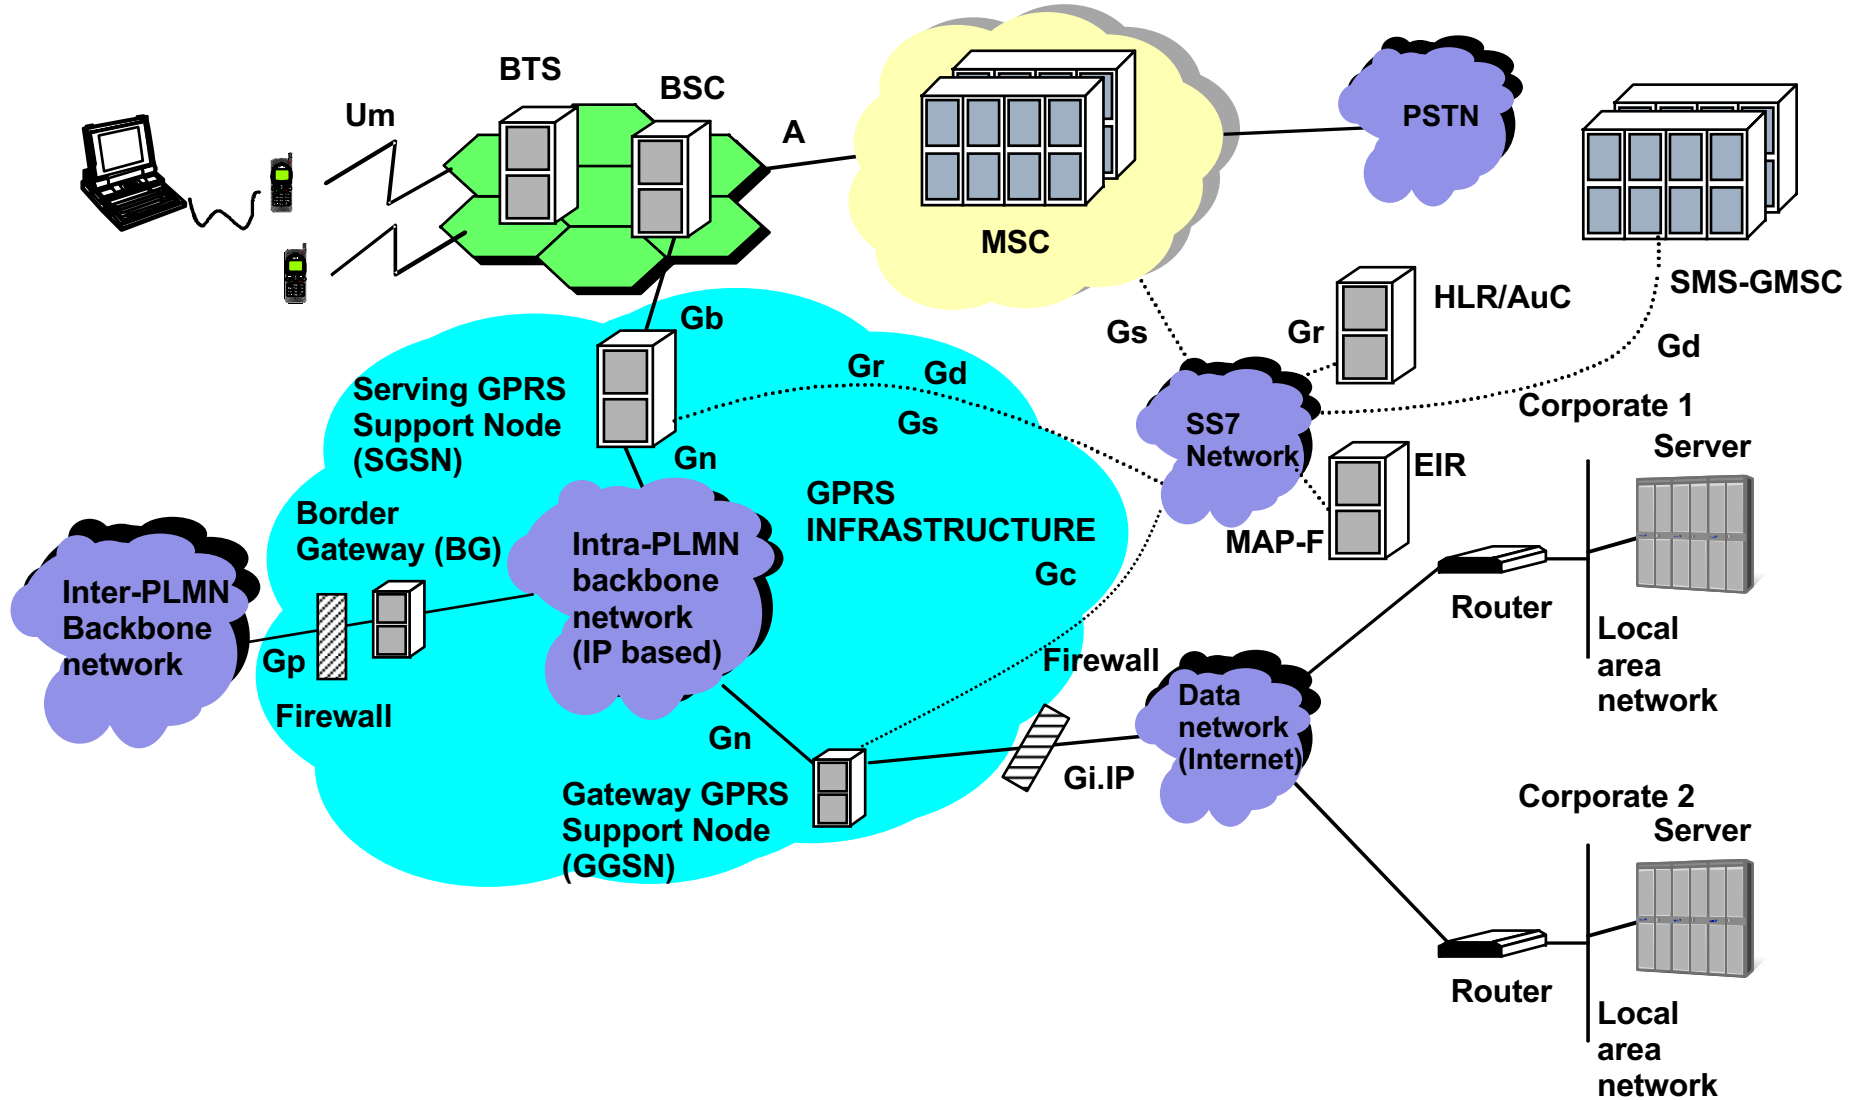 BTS
BSC
Um
A
PSTN
MSC
SMS-GMSC
HLR/AuC
Gb
Gs
Gr
Gd
Gr
Gd
Gs
Serving GPRS
Support Node
(SGSN)
Gn
SS7
Network
Corporate 1
Server
EIR
MAP-F
GPRS
INFRASTRUCTURE
Border
Gateway (BG)
Intra-PLMN
backbone
network
(IP based)
Gc
Inter-PLMN
Backbone
network
Gp
Firewall
Router
Local
area
network
Firewall
Data
network
(Internet)
Gn
Gi.IP
Gateway GPRS
Support Node
(GGSN)
Corporate 2
Server
Router
Local
area
network